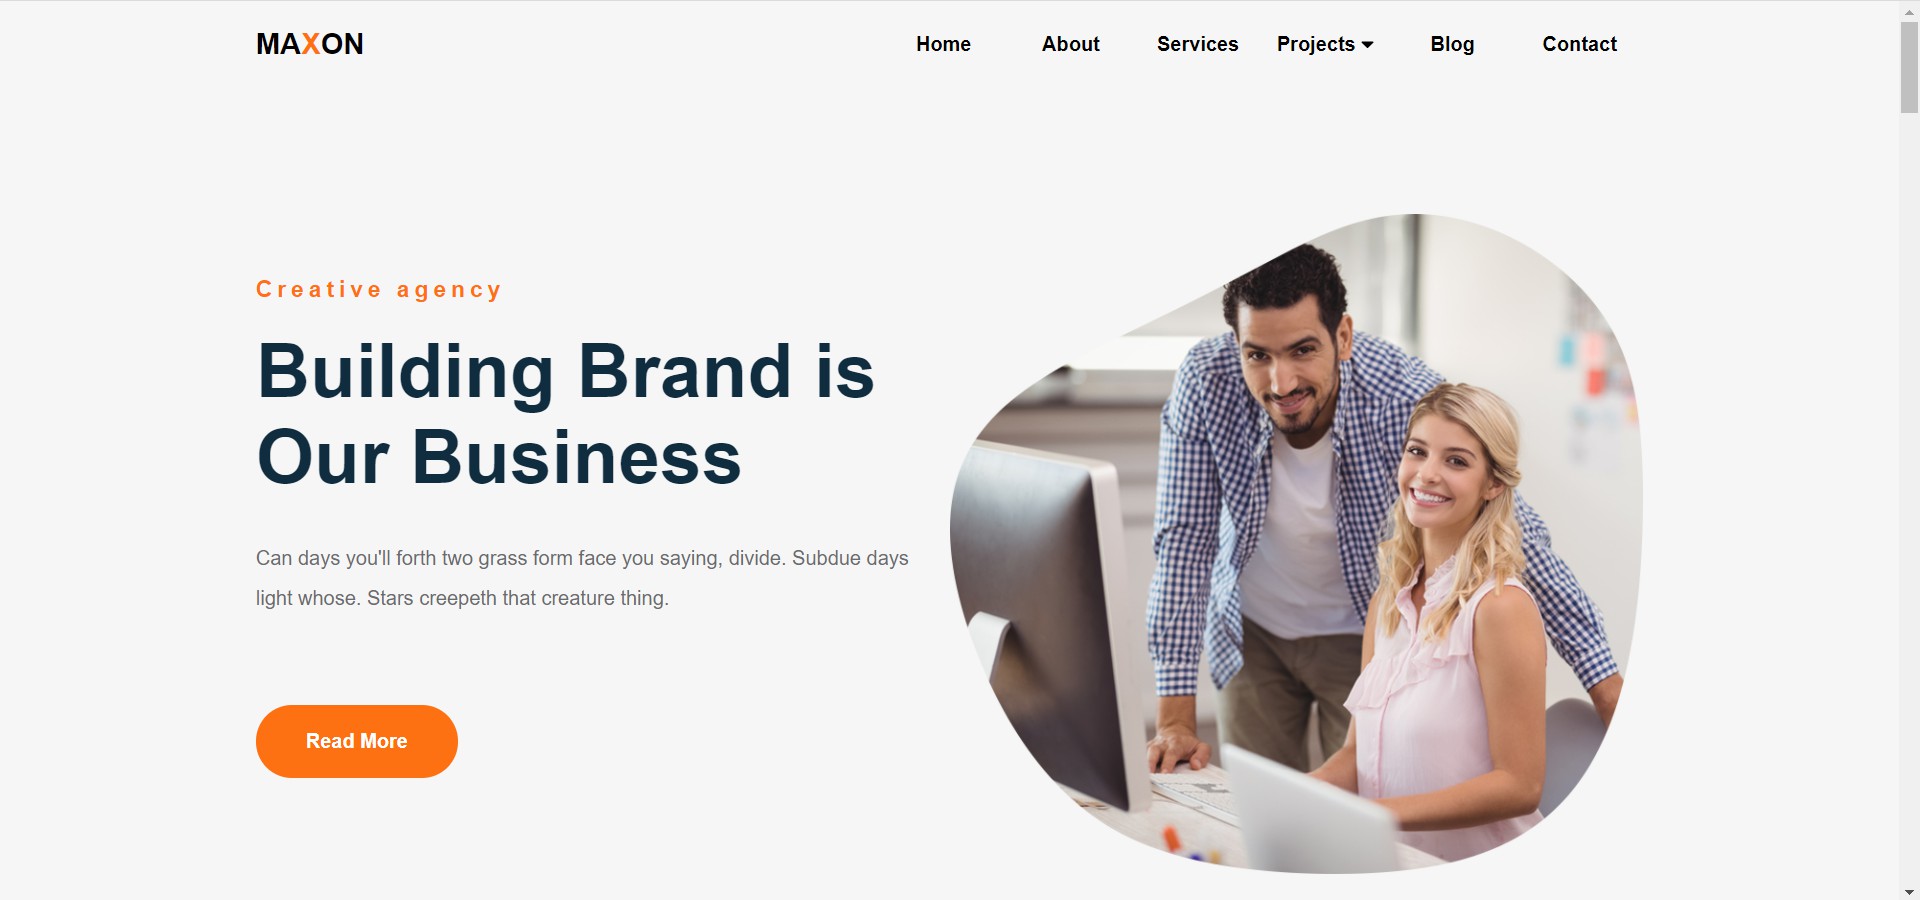 MAXON
Home About Services Projects Blog Contact
Creative agency
Building Brand is
Our Business
Can days you'll forth two grass form face you saying, divide. Subdue days
light whose. Stars creepeth that creature thing.
Read More